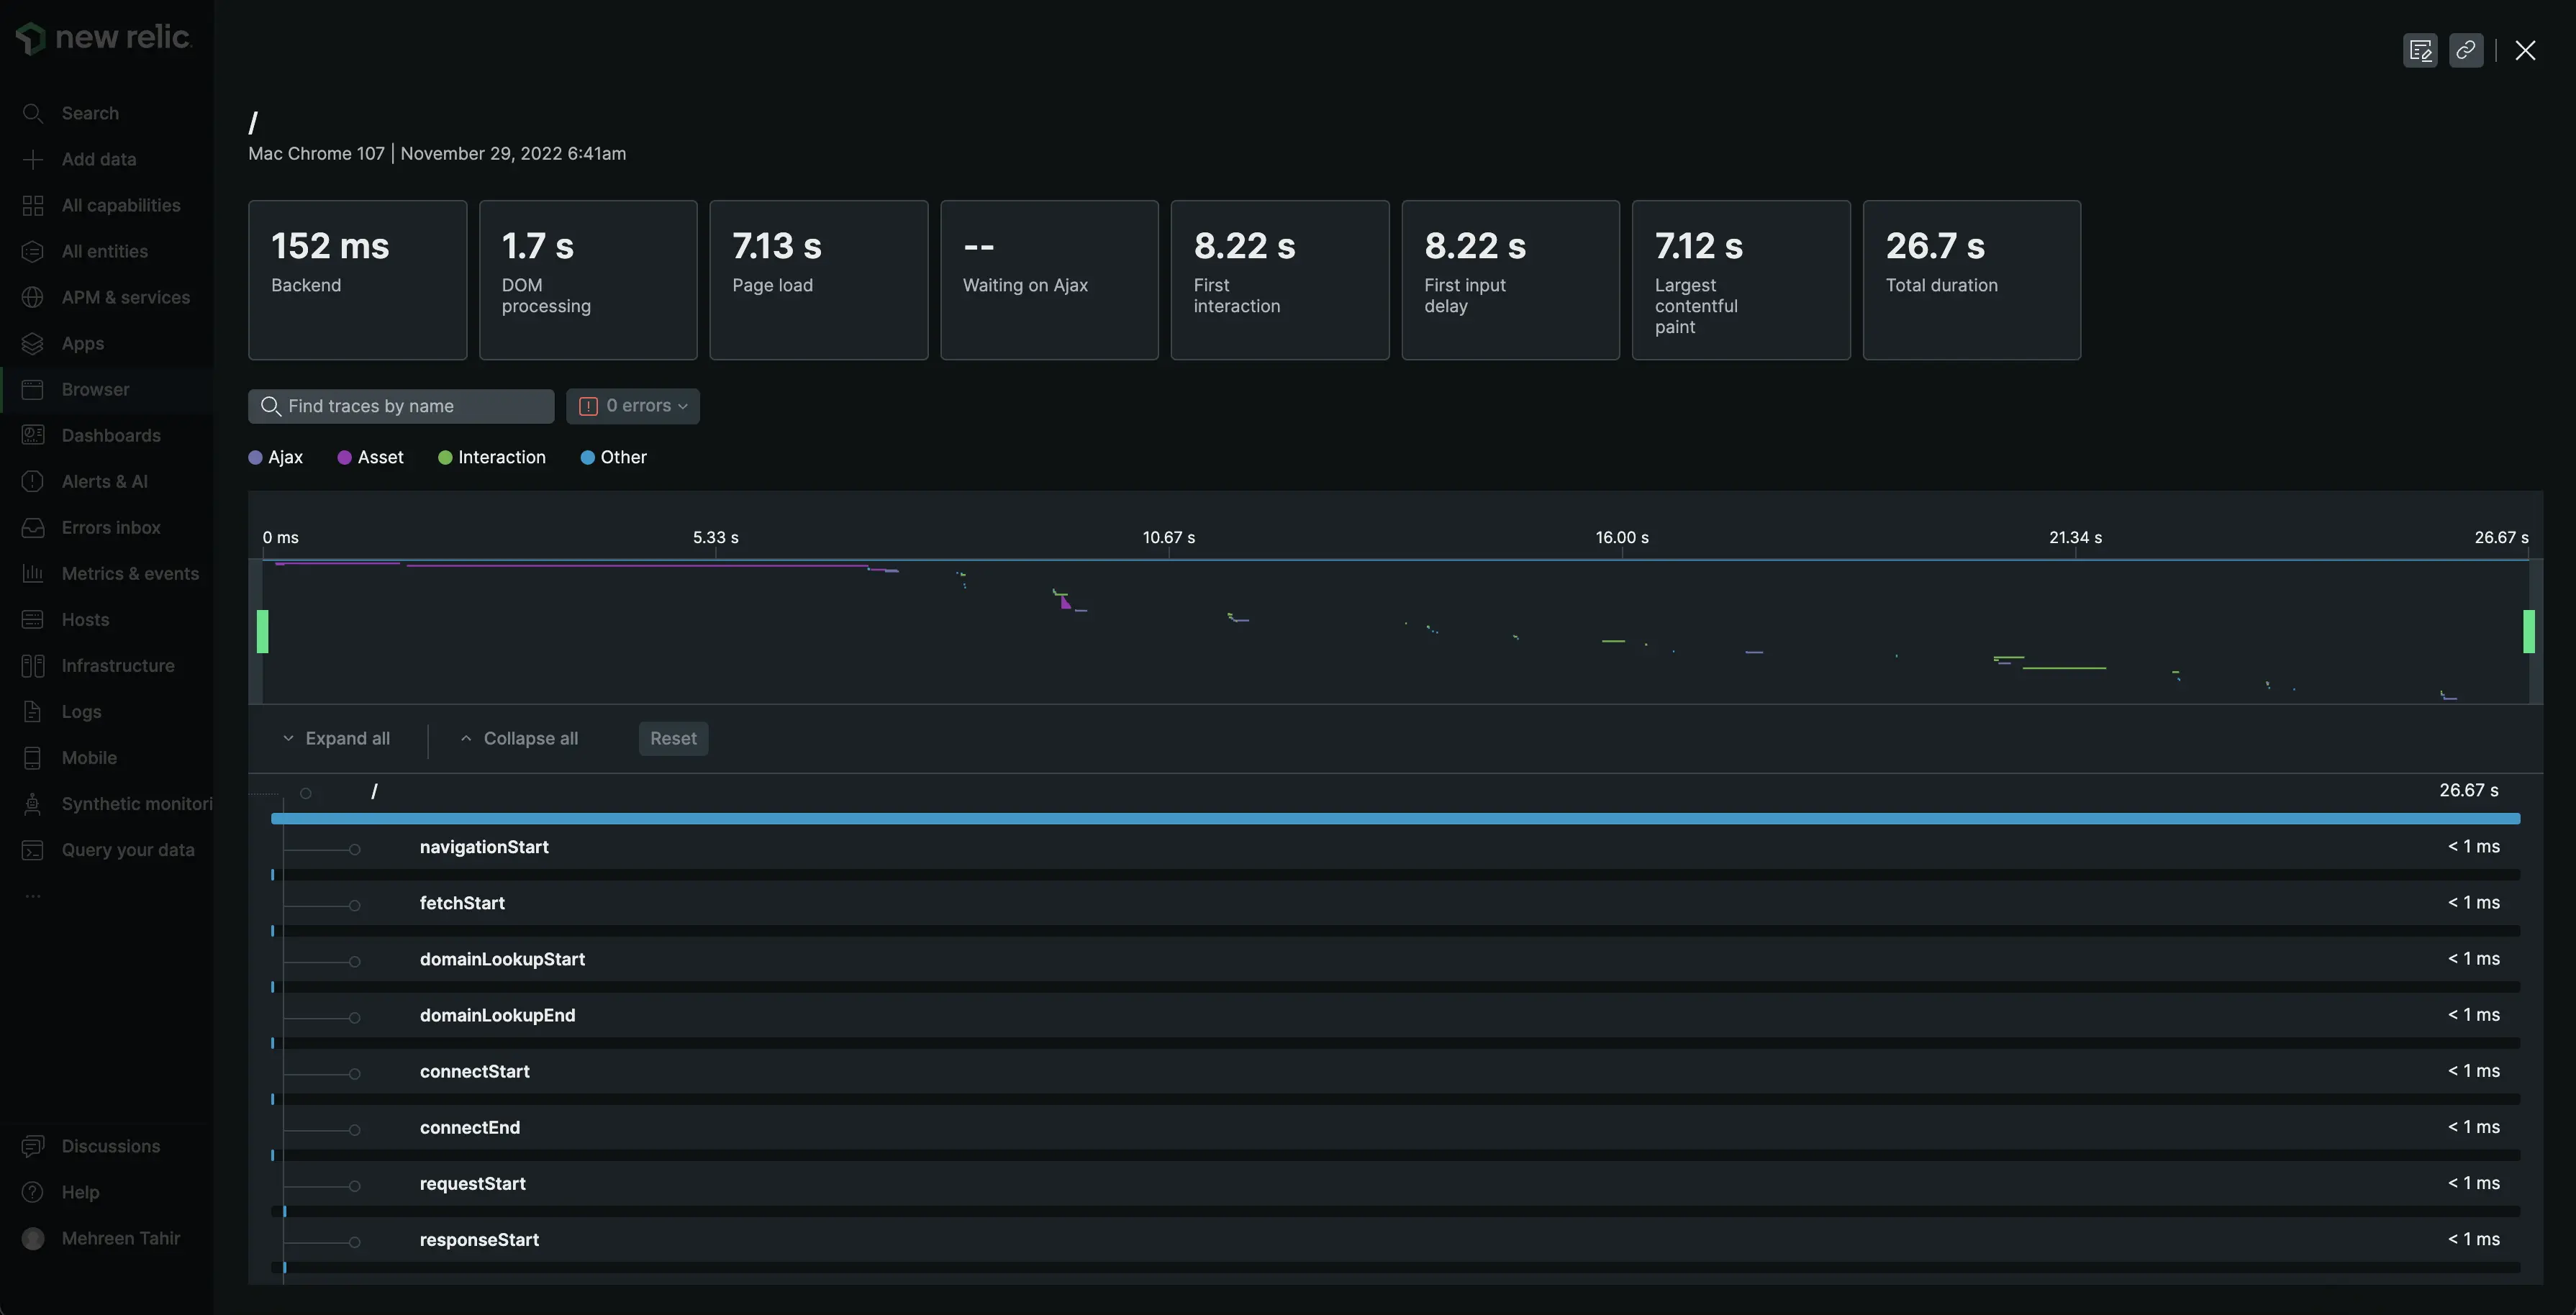 new relic
Search
Add data
All capabilities
All entities
APM & services
Apps
Browser
Dashboards
Alerts & AI
Errors inbox
Metrics & events
Hosts
Infrastructure
Logs
Mobile
Synthetic monitori
Query your data
...
Discussions
Help
Mehreen Tahir
/
Mac Chrome 107 | November 29, 2022 6:41am
152 ms
Backend
1.7 s
DOM
processing
7.13 s
Page load
--
Waiting on Ajax
8.22 s
First
interaction
8.22 s
First input
delay
7.12 s
Largest
contentful
paint
26.7 s
Total duration
Find traces by name
0 errors
Ajax Asset Interaction Other
0 ms 5.33 s 10.67 s 16.00 s 21.34 s 26.67 s
Expand all Collapse all Reset
/ 26.67 s
navigationStart < 1 ms
fetchStart < 1 ms
domainLookupStart < 1 ms
domainLookupEnd < 1 ms
connectStart < 1 ms
connectEnd < 1 ms
requestStart < 1 ms
responseStart < 1 ms